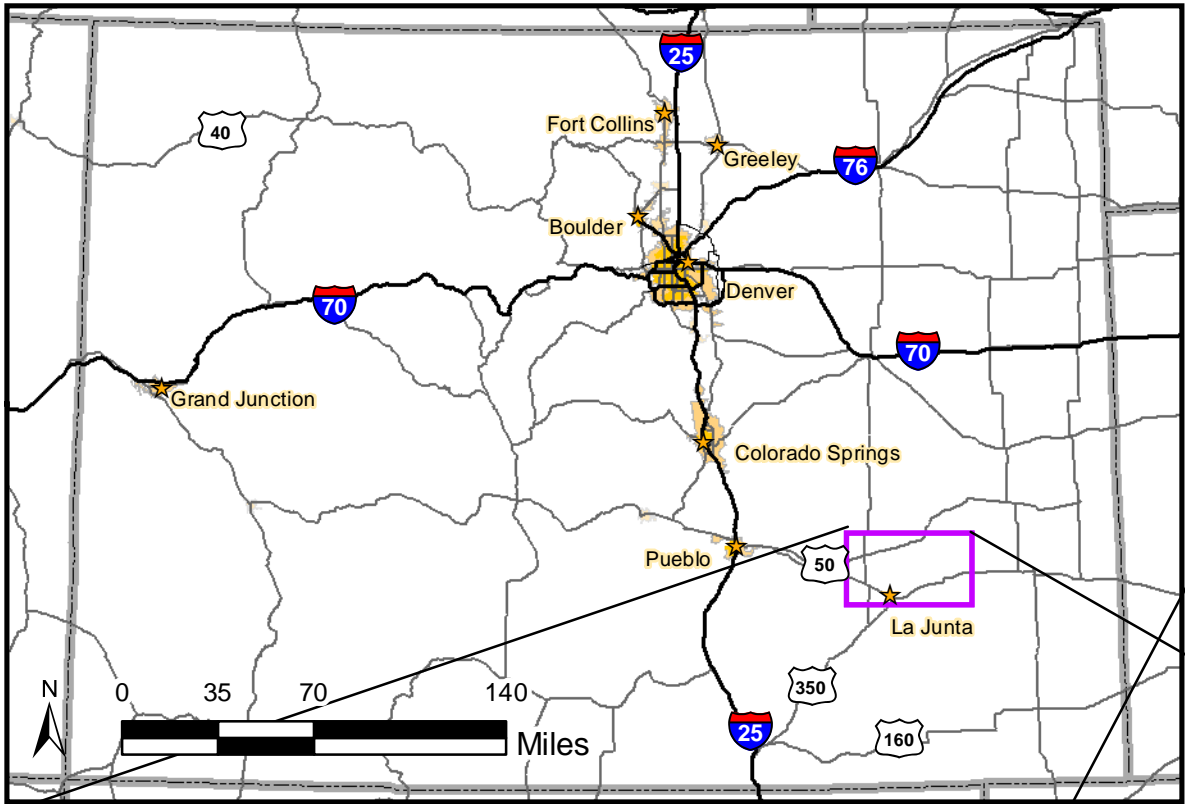 25
40
Fort Collins
Greeley
76
Boulder
Denver
70
70
Grand Junction
Colorado Springs
Pueblo
50
La Junta
350
N
0 35 70 140
Miles
25
160